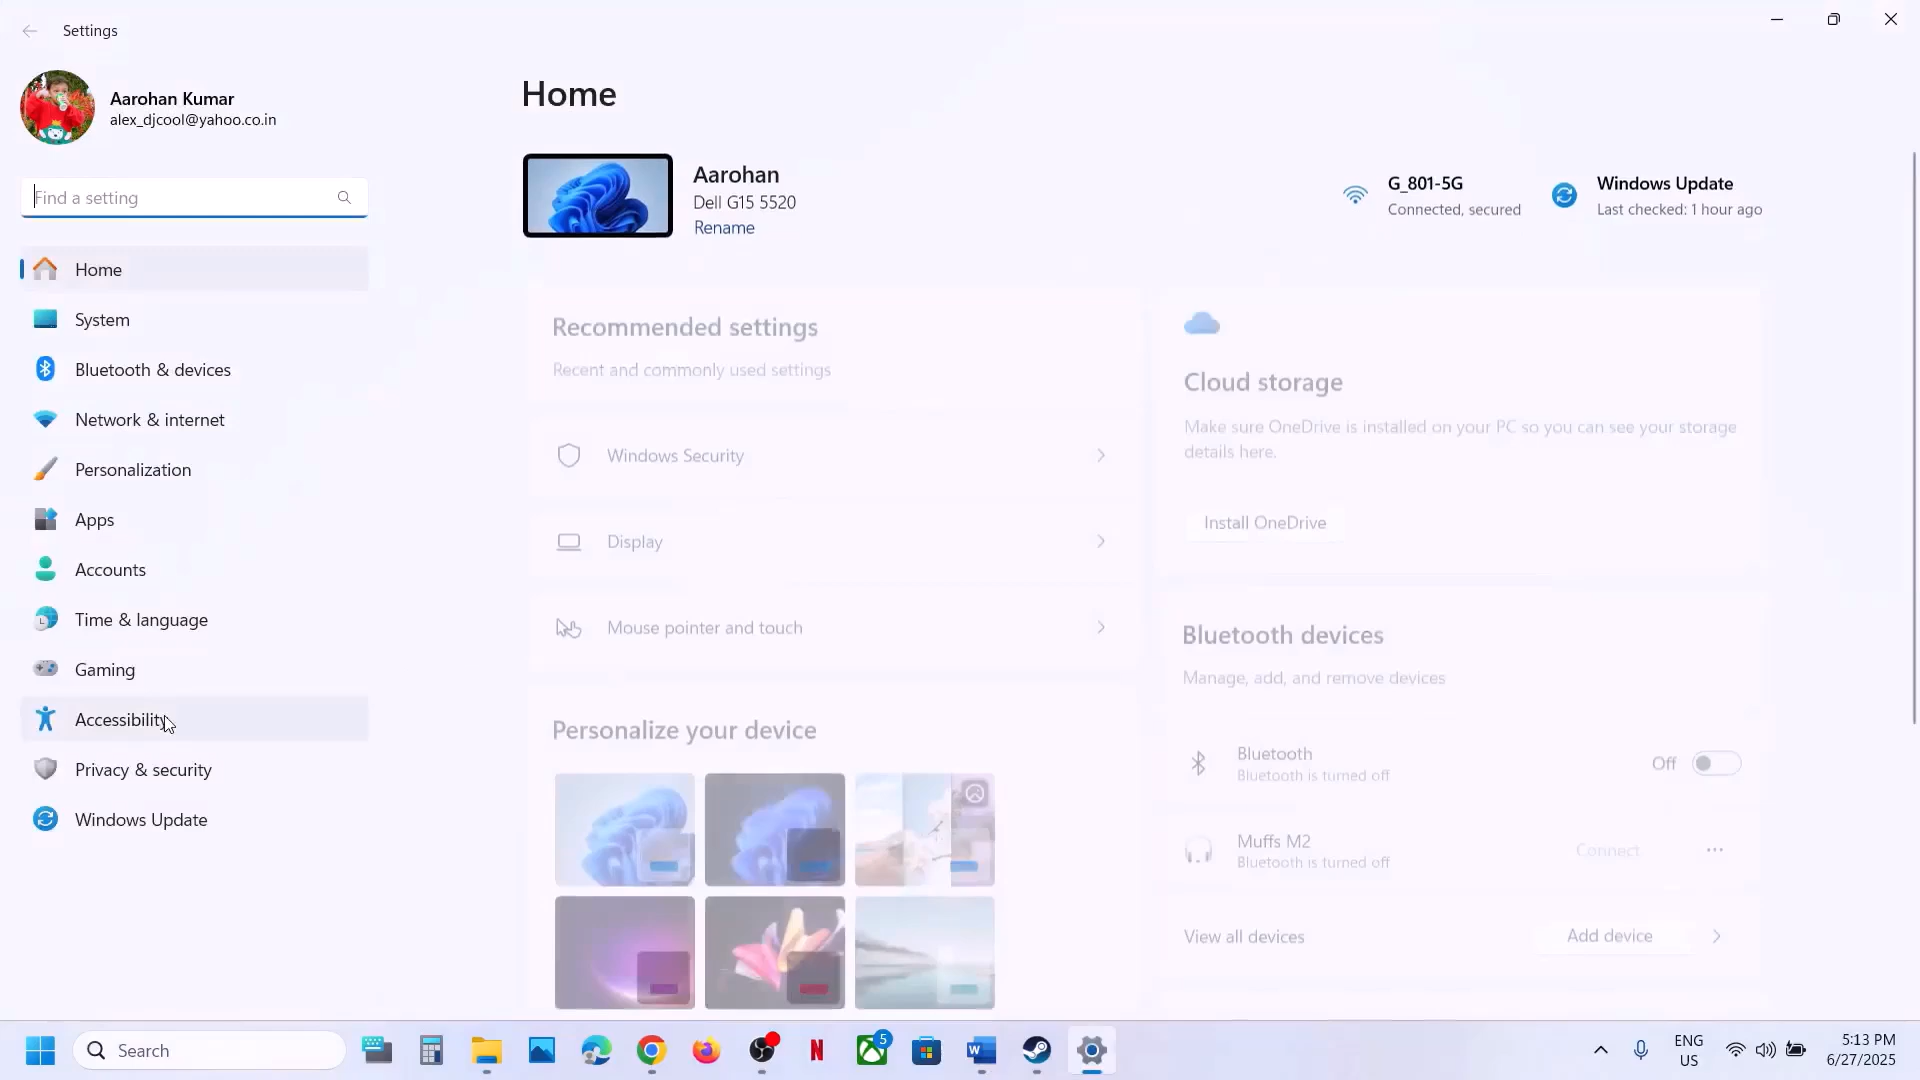 Settings
Aarohan Kumar
alex_djcool@yahoo.co.in
Find a setting
Home
System
Bluetooth & devices
Network & internet
Personalization
Apps
Accounts
Time & language
Gaming
Accessibility
Privacy & security
Windows Update
Home
Aarohan
Dell G15 5520
Rename
G_801-5G
Connected, secured
Windows Update
Last checked: 1 hour ago
Recommended settings
Recent and commonly used settings
Windows Security
Display
Mouse pointer and touch
Personalize your device
Cloud storage
Make sure OneDrive is installed on your PC so you can see your storage
details here.
Install OneDrive
Bluetooth devices
Manage, add, and remove devices
Bluetooth
Bluetooth is turned off
Off
Muffs M2
Bluetooth is turned off
Connect
View all devices
Add device
Search
5
ENG
US
5:13 PM
6/27/2025